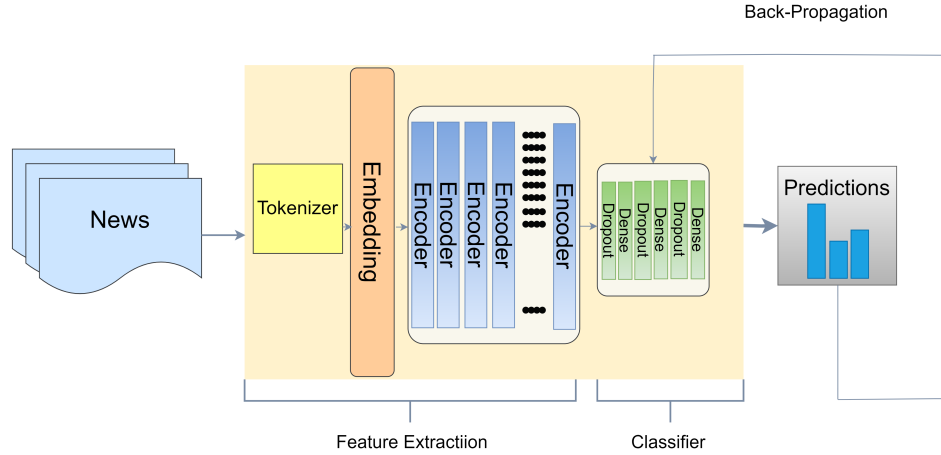 Back-Propagation
News
Tokenizer
Embedding
Encoder
Encoder
Encoder
Encoder
Encoder
Dropout
Dense
Dropout
Dense
Dropout
Dense
Predictions
Feature Extractiion
Classifier